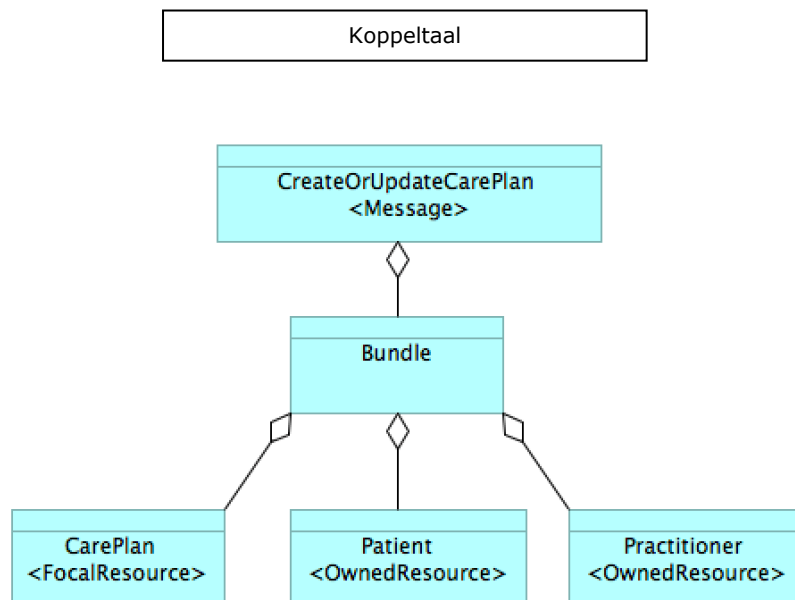 Koppeltaal
CreateOrUpdateCarePlan
<Message>
Bundle
CarePlan
<FocalResource>
Patient
<OwnedResource>
Practitioner
<OwnedResource>